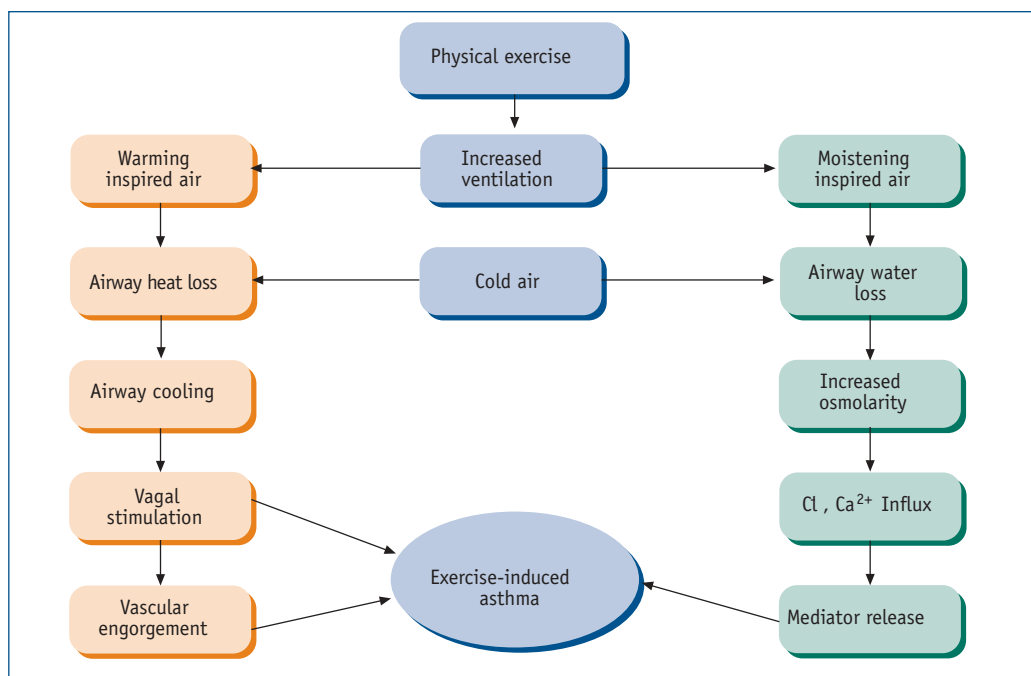 Physical exercise
Warming
inspired air
Increased
ventilation
Moistening
inspired air
Airway heat loss
Cold air
Airway water
loss
Airway cooling
Increased
osmolarity
Vagal
stimulation
Cl , Ca²⁺ Influx
Exercise-induced
asthma
Vascular
engorgement
Mediator release